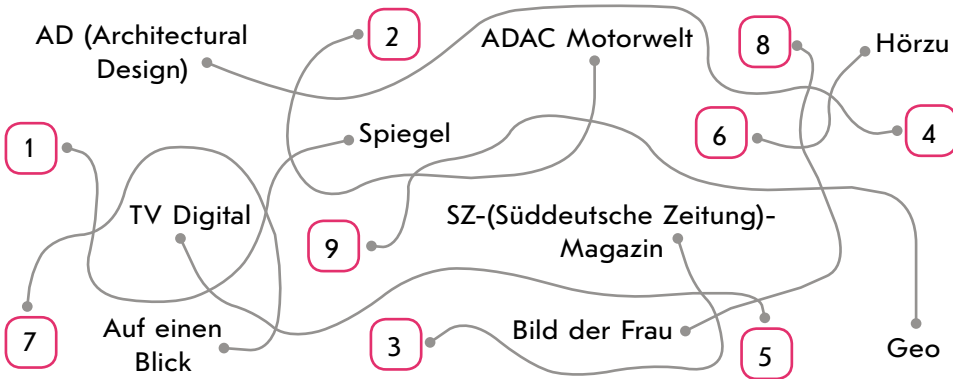 AD (Architectural
Design)
2
ADAC Motorwelt
8
Hörzu
1
Spiegel
6
4
TV Digital
9
SZ-(Süddeutsche Zeitung)-
Magazin
7
Auf einen
Blick
3
Bild der Frau
5
Geo